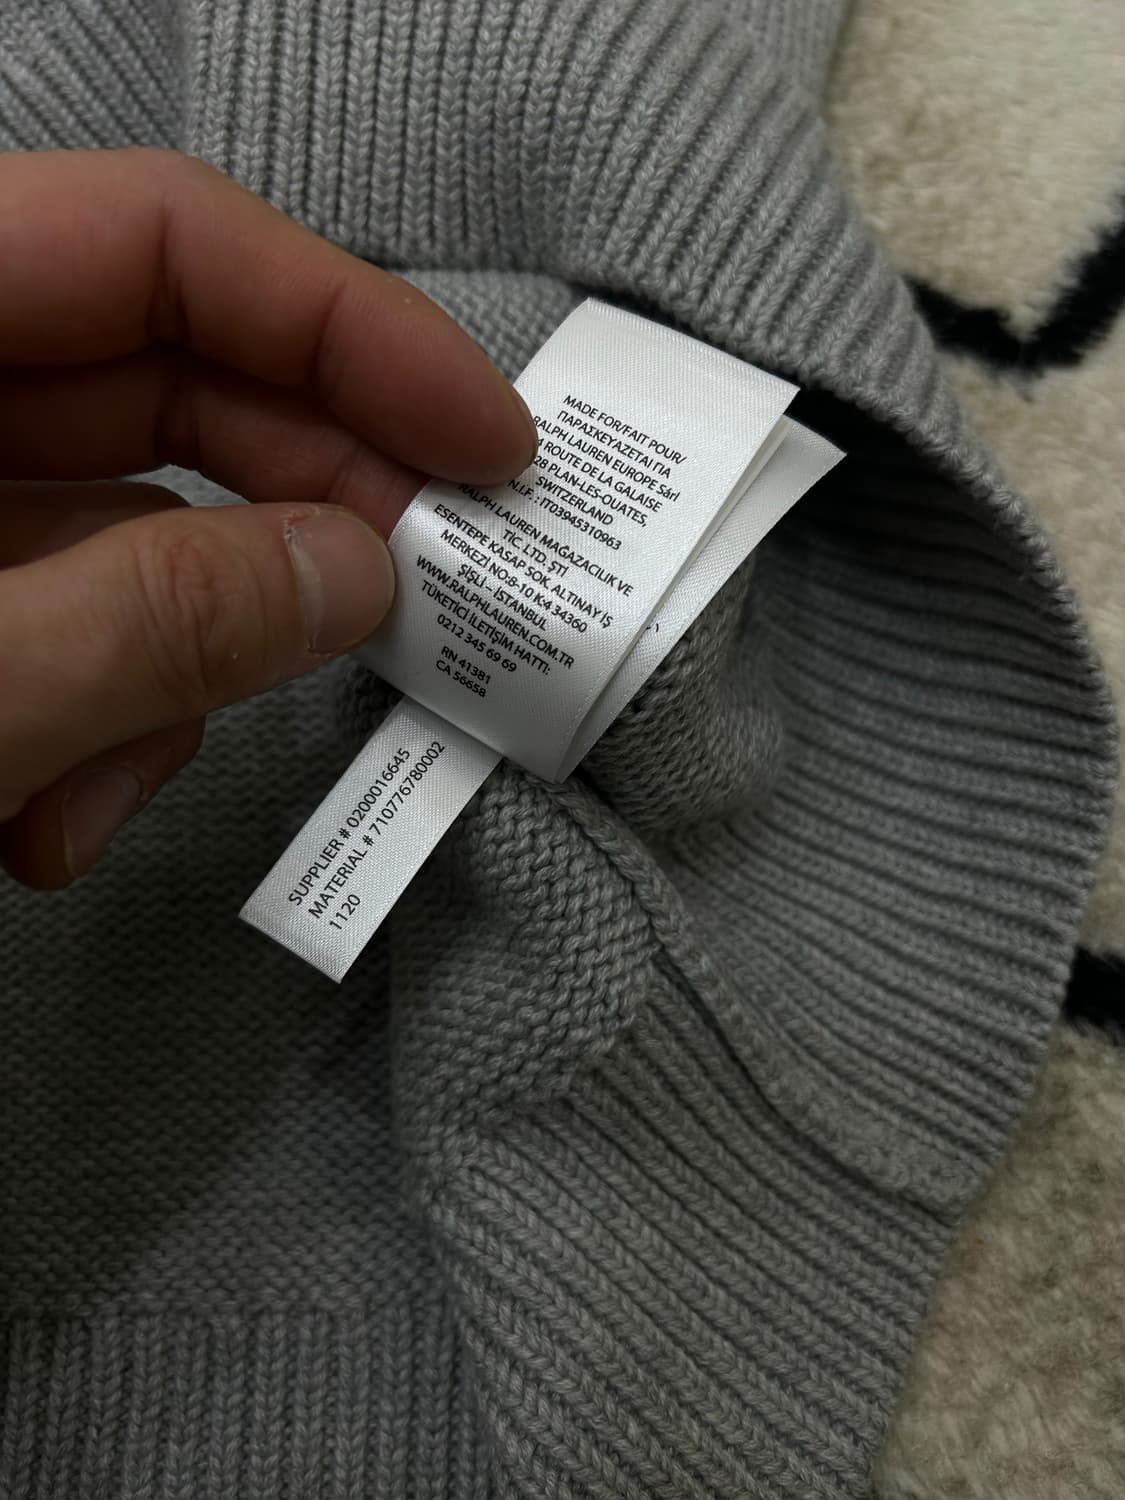 MADE FOR/FAIT POUR/
ΠΑΡΑΣΚΕΥΑΖΕΤΑΙ ΓΙΑ
RALPH LAUREN EUROPE Sárl
ROUTE DE LA GALAISE
28 PLAN-LES-OUATES,
SWITZERLAND
N.I.F. : IT03945310963
RALPH LAUREN MAGAZACILIK VE
TİC. LTD. ŞTİ
ESENTEPE KASAP SOK. ALTINAY İŞ
MERKEZİ NO:8-10 K:4 34360
ŞİŞLİ - İSTANBUL
WWW.RALPHLAUREN.COM.TR
TÜKETİCİ İLETİŞİM HATTI:
0212 345 69 69
RN 41381
CA 56658
SUPPLIER # 0200016645
MATERIAL # 710776780002
1120